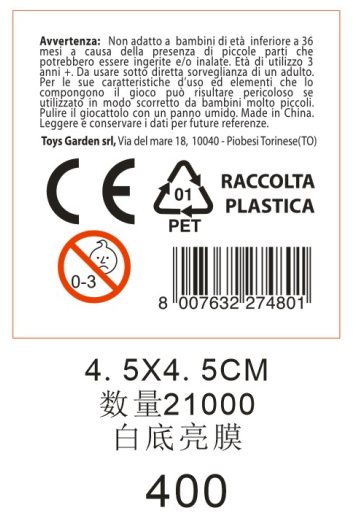 Avvertenza: Non adatto a bambini di età inferiore a 36
mesi a causa della presenza di piccole parti che
potrebbero essere ingerite e/o inalate. Età di utilizzo 3
anni +. Da usare sotto diretta sorveglianza di un adulto.
Per le sue caratteristiche d'uso ed elementi che lo
compongono il gioco può risultare pericoloso se
utilizzato in modo scorretto da bambini molto piccoli.
Pulire il giocattolo con un panno umido. Made in China.
Leggere e conservare i dati per future referenze.
Toys Garden srl, Via del mare 18, 10040 - Piobesi Torinese(TO)
CE
01
PET
RACCOLTA
PLASTICA
0-3
8 007632 274801
4. 5X4. 5CM
数量21000
白底亮膜
400